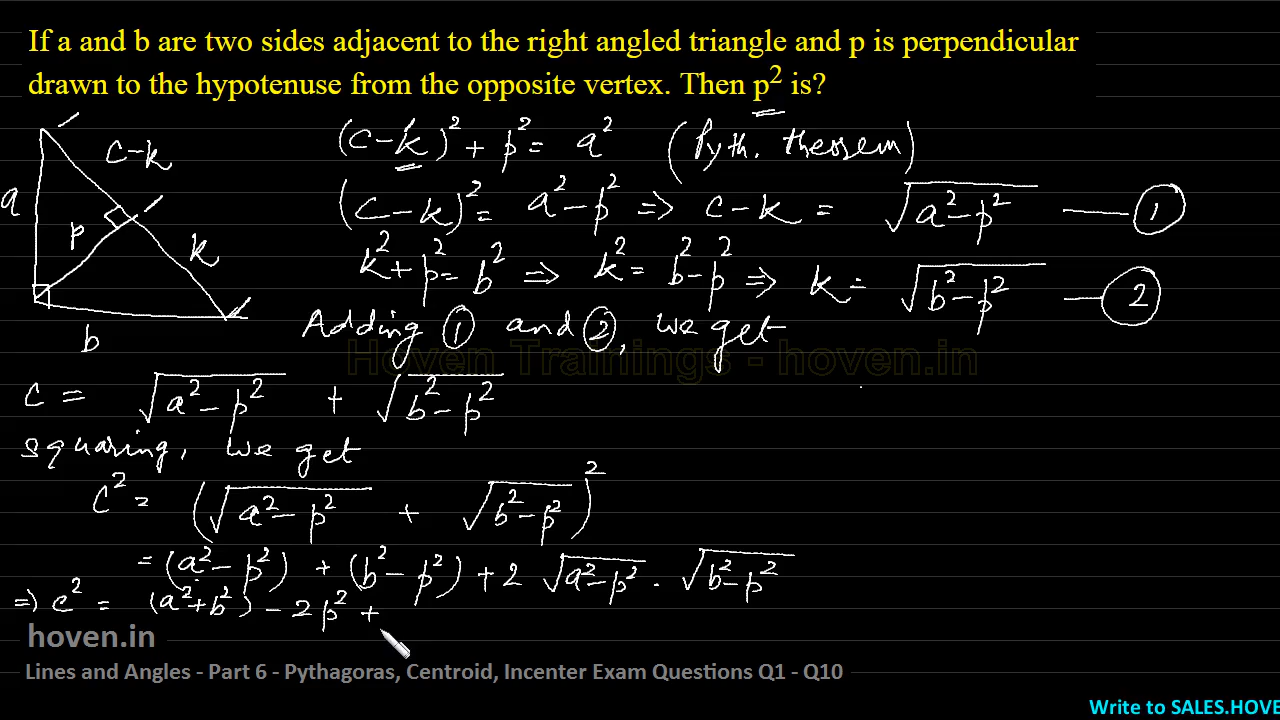 If a and b are two sides adjacent to the right angled triangle and p is perpendicular
drawn to the hypotenuse from the opposite vertex. Then p² is?
c-k
a
p
k
b
(c-k)² + p² = a² (Pyth. theorem)
(c-k)² = a²-p² ⇒ c-k = √(a²-p²) — ①
k² + p² = b² ⇒ k² = b²-p² ⇒ k = √(b²-p²) — ②
Adding ① and ②, we get
Hoven Trainings - hoven.in
c = √(a²-p²) + √(b²-p²)
squaring, we get
c² = (√(a²-p²) + √(b²-p²))²
= (a²-p²) + (b²-p²) + 2 √(a²-p²) . √(b²-p²)
⇒ c² = (a²+b²) - 2p² +
hoven.in
Lines and Angles - Part 6 - Pythagoras, Centroid, Incenter Exam Questions Q1 - Q10
Write to SALES.HOVE